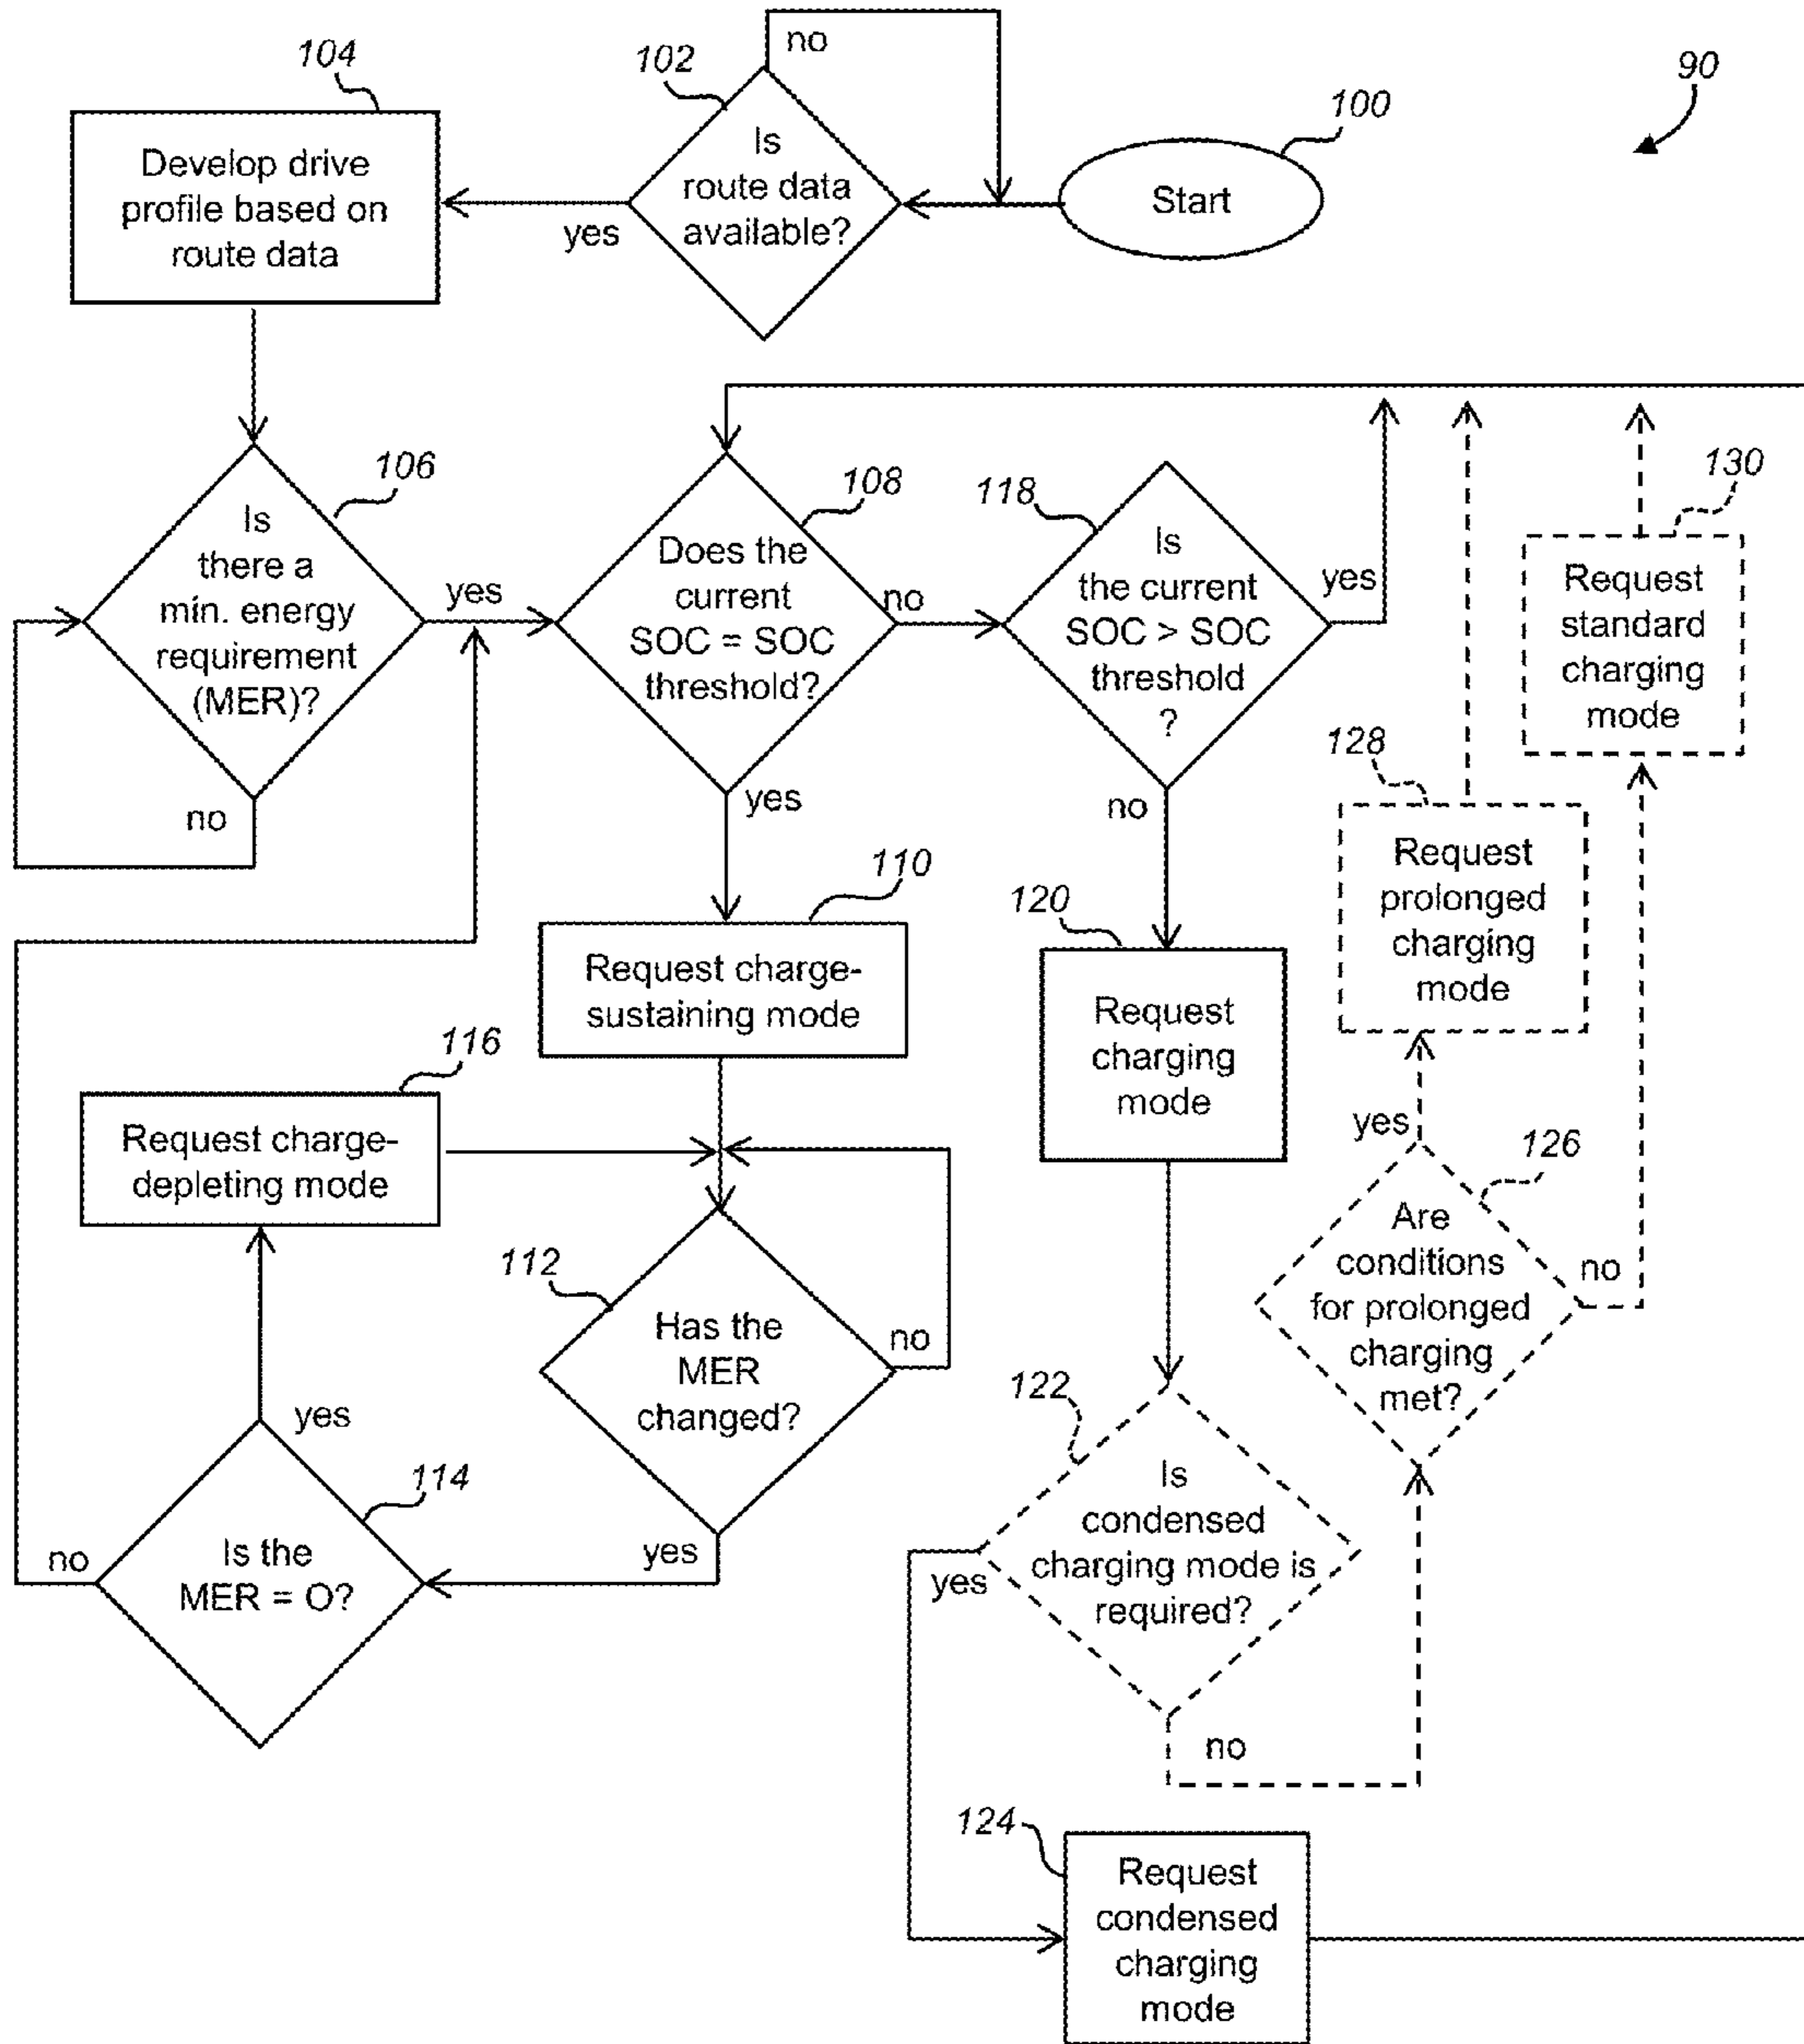 90
100
Start
102
no
Is
route data
available?
yes
104
Develop drive
profile based on
route data
106
Is
there a
min. energy
requirement
(MER)?
yes
no
108
Does the
current
SOC = SOC
threshold?
no
yes
118
Is
the current
SOC > SOC
threshold
?
yes
no
110
Request charge-
sustaining mode
112
Has the
MER
changed?
no
yes
114
Is the
MER = O?
yes
no
116
Request charge-
depleting mode
120
Request
charging
mode
122
Is
condensed
charging mode is
required?
yes
no
124
Request
condensed
charging
mode
126
Are
conditions
for prolonged
charging
met?
yes
no
128
Request
prolonged
charging
mode
130
Request
standard
charging
mode